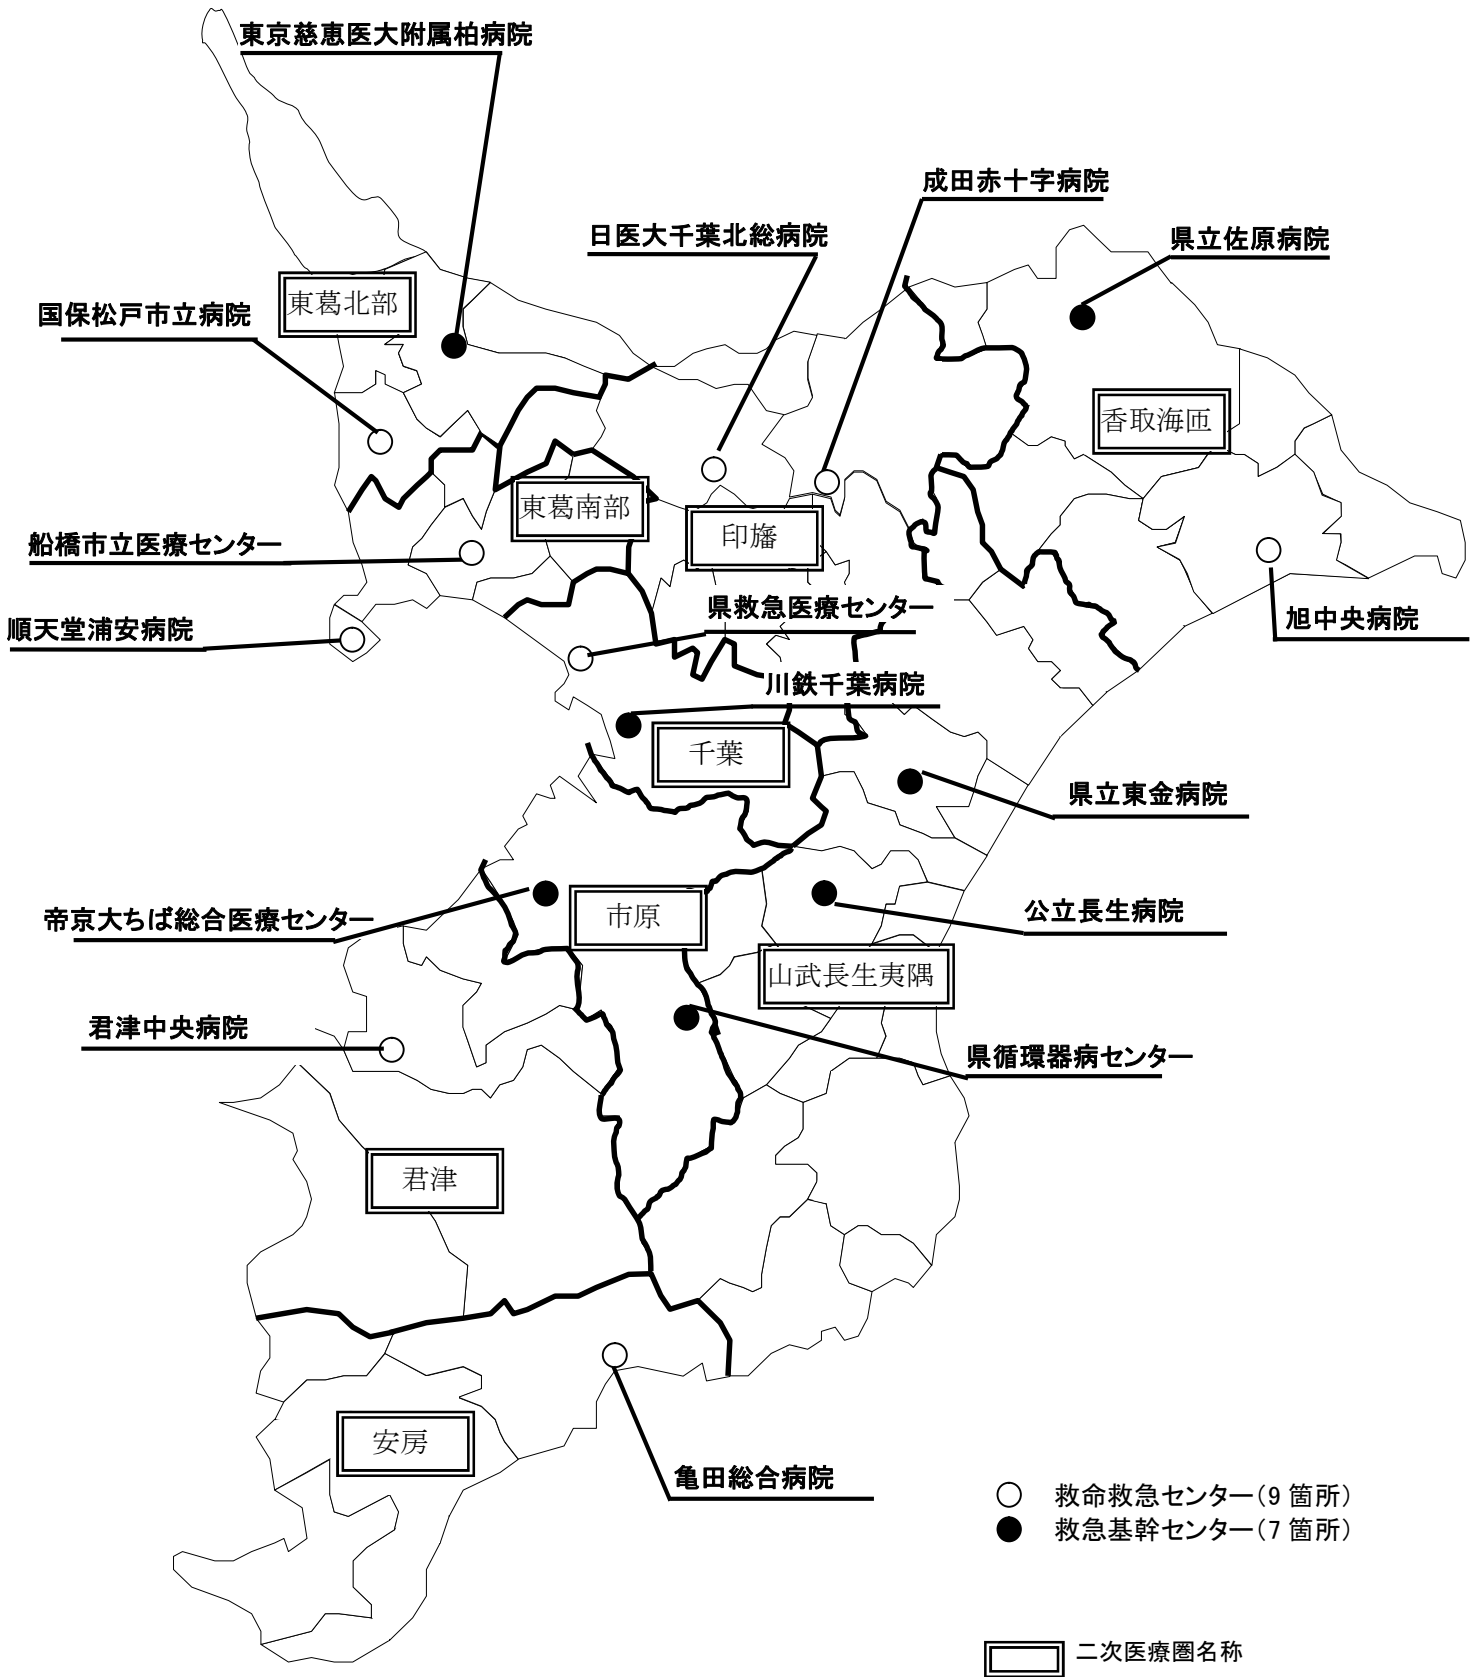 東京慈恵医大附属柏病院
成田赤十字病院
日医大千葉北総病院
県立佐原病院
東葛北部
国保松戸市立病院
香取海匝
東葛南部
印旛
船橋市立医療センター
県救急医療センター
旭中央病院
順天堂浦安病院
川鉄千葉病院
千葉
県立東金病院
帝京大ちば総合医療センター
市原
公立長生病院
山武長生夷隅
君津中央病院
県循環器病センター
君津
安房
亀田総合病院
救命救急センター(9 箇所)
救急基幹センター(7 箇所)
二次医療圏名称